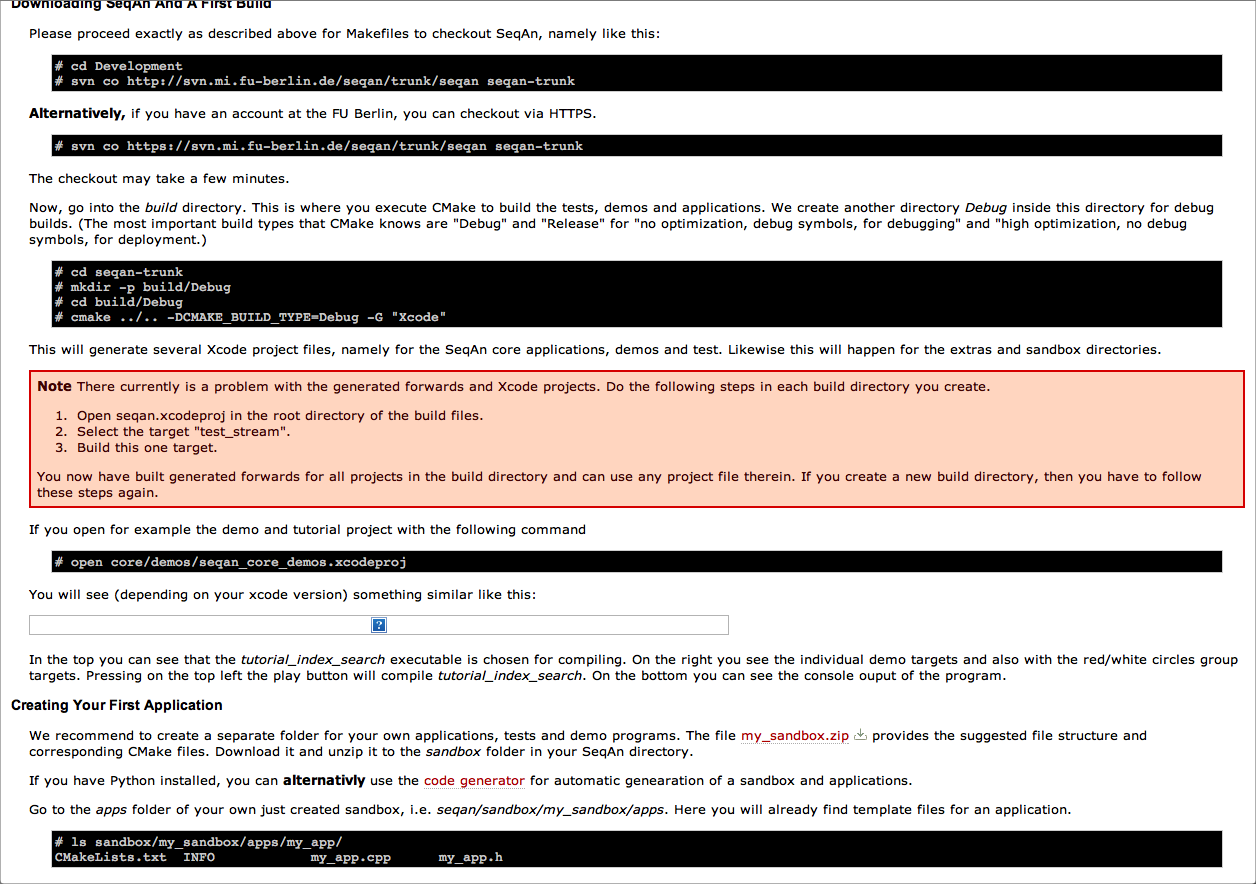 Downloading SeqAn And A First Build
Please proceed exactly as described above for Makefiles to checkout SeqAn, namely like this:
# cd Development
# svn co http://svn.mi.fu-berlin.de/seqan/trunk/seqan seqan-trunk
Alternatively, if you have an account at the FU Berlin, you can checkout via HTTPS.
# svn co https://svn.mi.fu-berlin.de/seqan/trunk/seqan seqan-trunk
The checkout may take a few minutes.
Now, go into the build directory. This is where you execute CMake to build the tests, demos and applications. We create another directory Debug inside this directory for debug
builds. (The most important build types that CMake knows are "Debug" and "Release" for "no optimization, debug symbols, for debugging" and "high optimization, no debug
symbols, for deployment.)
# cd seqan-trunk
# mkdir -p build/Debug
# cd build/Debug
# cmake ../.. -DCMAKE_BUILD_TYPE=Debug -G "Xcode"
This will generate several Xcode project files, namely for the SeqAn core applications, demos and test. Likewise this will happen for the extras and sandbox directories.
Note There currently is a problem with the generated forwards and Xcode projects. Do the following steps in each build directory you create.
1. Open seqan.xcodeproj in the root directory of the build files.
2. Select the target "test_stream".
3. Build this one target.
You now have built generated forwards for all projects in the build directory and can use any project file therein. If you create a new build directory, then you have to follow
these steps again.
If you open for example the demo and tutorial project with the following command
# open core/demos/seqan_core_demos.xcodeproj
You will see (depending on your xcode version) something similar like this:
?
In the top you can see that the tutorial_index_search executable is chosen for compiling. On the right you see the individual demo targets and also with the red/white circles group
targets. Pressing on the top left the play button will compile tutorial_index_search. On the bottom you can see the console ouput of the program.
Creating Your First Application
We recommend to create a separate folder for your own applications, tests and demo programs. The file my_sandbox.zip provides the suggested file structure and
corresponding CMake files. Download it and unzip it to the sandbox folder in your SeqAn directory.
If you have Python installed, you can alternativly use the code generator for automatic genearation of a sandbox and applications.
Go to the apps folder of your own just created sandbox, i.e. seqan/sandbox/my_sandbox/apps. Here you will already find template files for an application.
# ls sandbox/my_sandbox/apps/my_app/
CMakeLists.txt  INFO            my_app.cpp      my_app.h